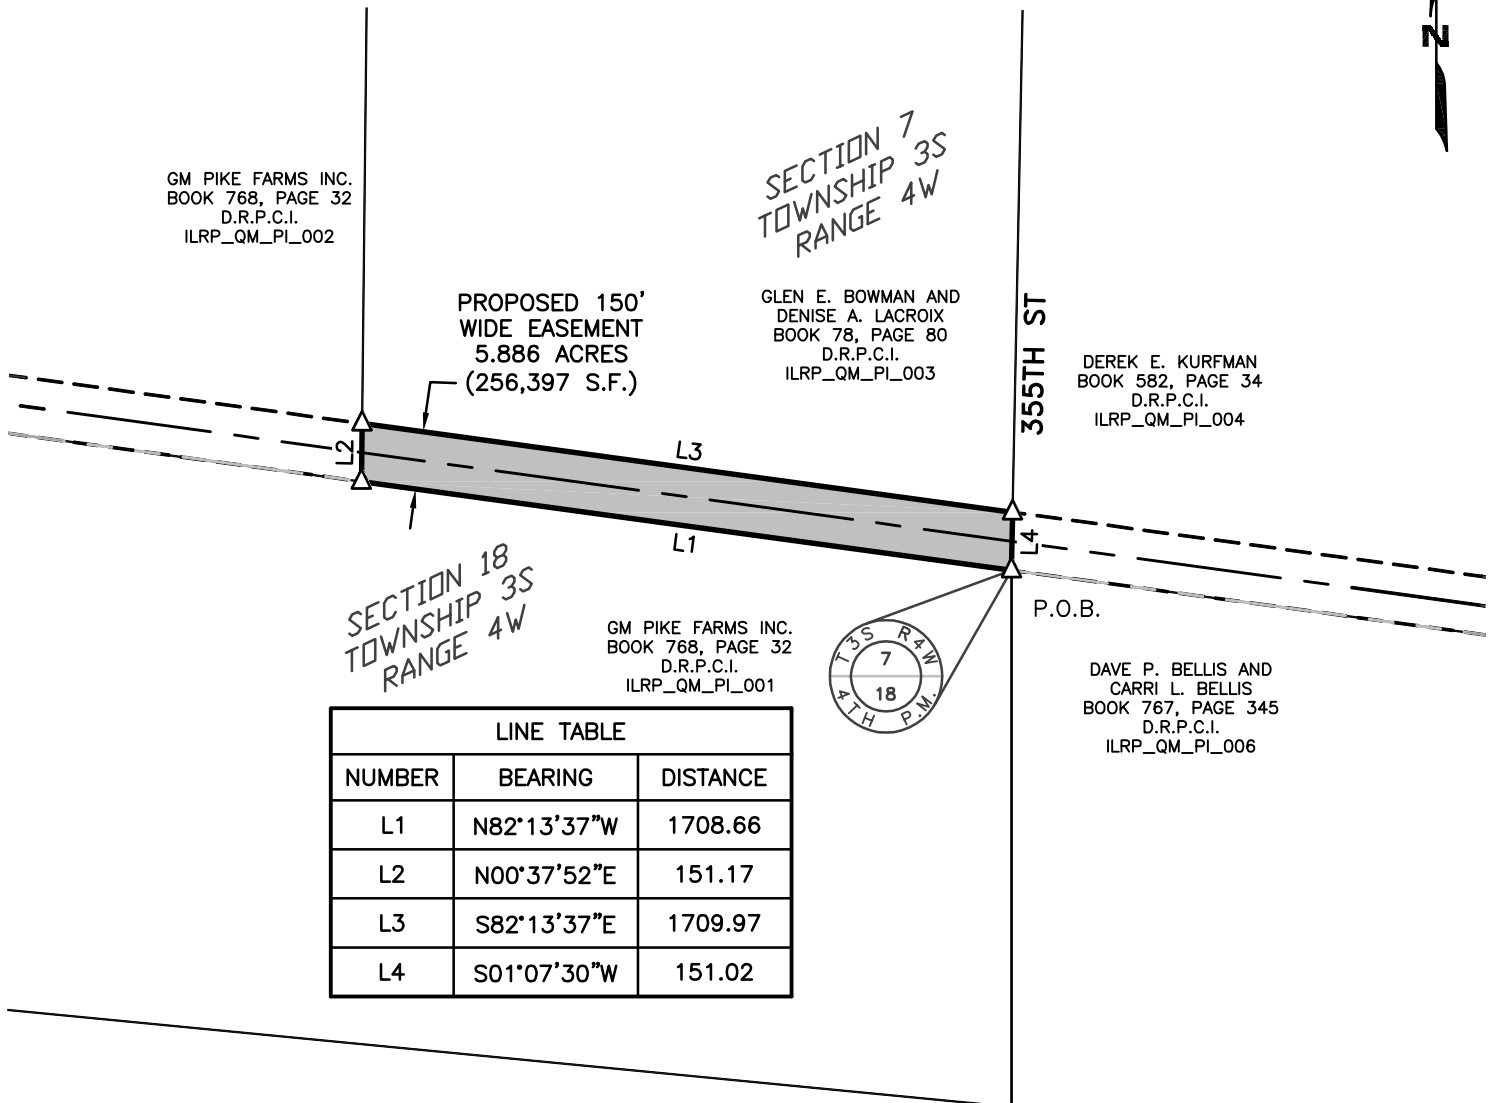 N
SECTION 7
TOWNSHIP 3S
RANGE 4W
GM PIKE FARMS INC.
BOOK 768, PAGE 32
D.R.P.C.I.
ILRP_QM_PI_002
PROPOSED 150'
WIDE EASEMENT
5.886 ACRES
(256,397 S.F.)
GLEN E. BOWMAN AND
DENISE A. LACROIX
BOOK 78, PAGE 80
D.R.P.C.I.
ILRP_QM_PI_003
355TH ST
DEREK E. KURFMAN
BOOK 582, PAGE 34
D.R.P.C.I.
ILRP_QM_PI_004
L2
L3
L1
L4
P.O.B.
SECTION 18
TOWNSHIP 3S
RANGE 4W
GM PIKE FARMS INC.
BOOK 768, PAGE 32
D.R.P.C.I.
ILRP_QM_PI_001
T3S R4W
7
18
4TH P.M.
DAVE P. BELLIS AND
CARRI L. BELLIS
BOOK 767, PAGE 345
D.R.P.C.I.
ILRP_QM_PI_006
LINE TABLE
NUMBER BEARING DISTANCE
L1 N82°13'37"W 1708.66
L2 N00°37'52"E 151.17
L3 S82°13'37"E 1709.97
L4 S01°07'30"W 151.02